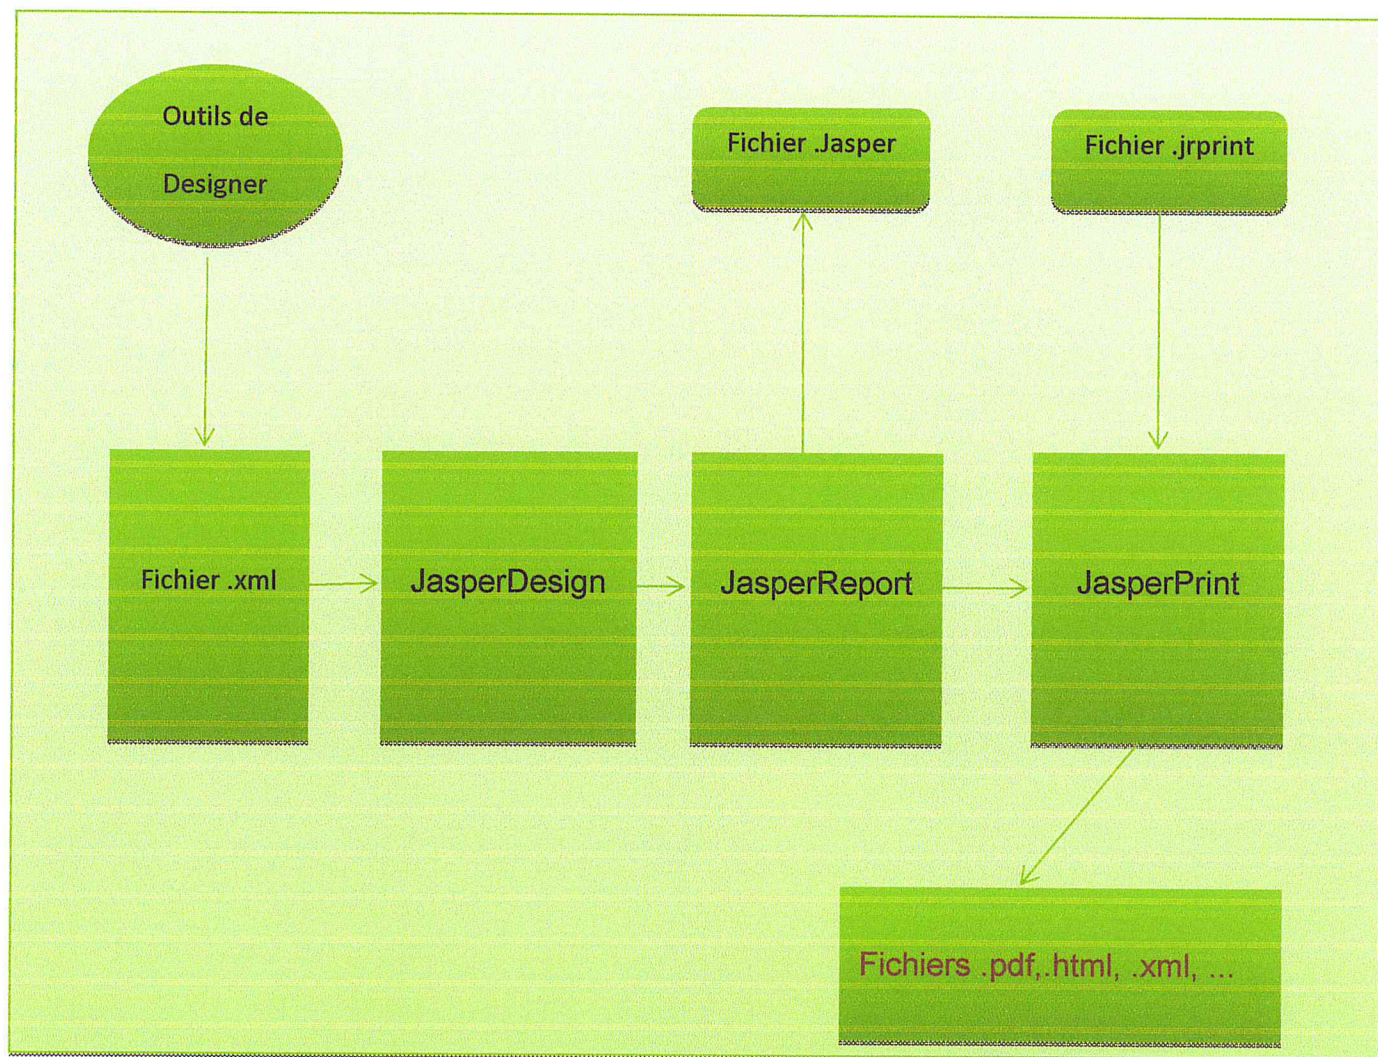 Outils de
Designer
Fichier .Jasper
Fichier .jrprint
Fichier .xml
JasperDesign
JasperReport
JasperPrint
Fichiers .pdf,.html, .xml, ...